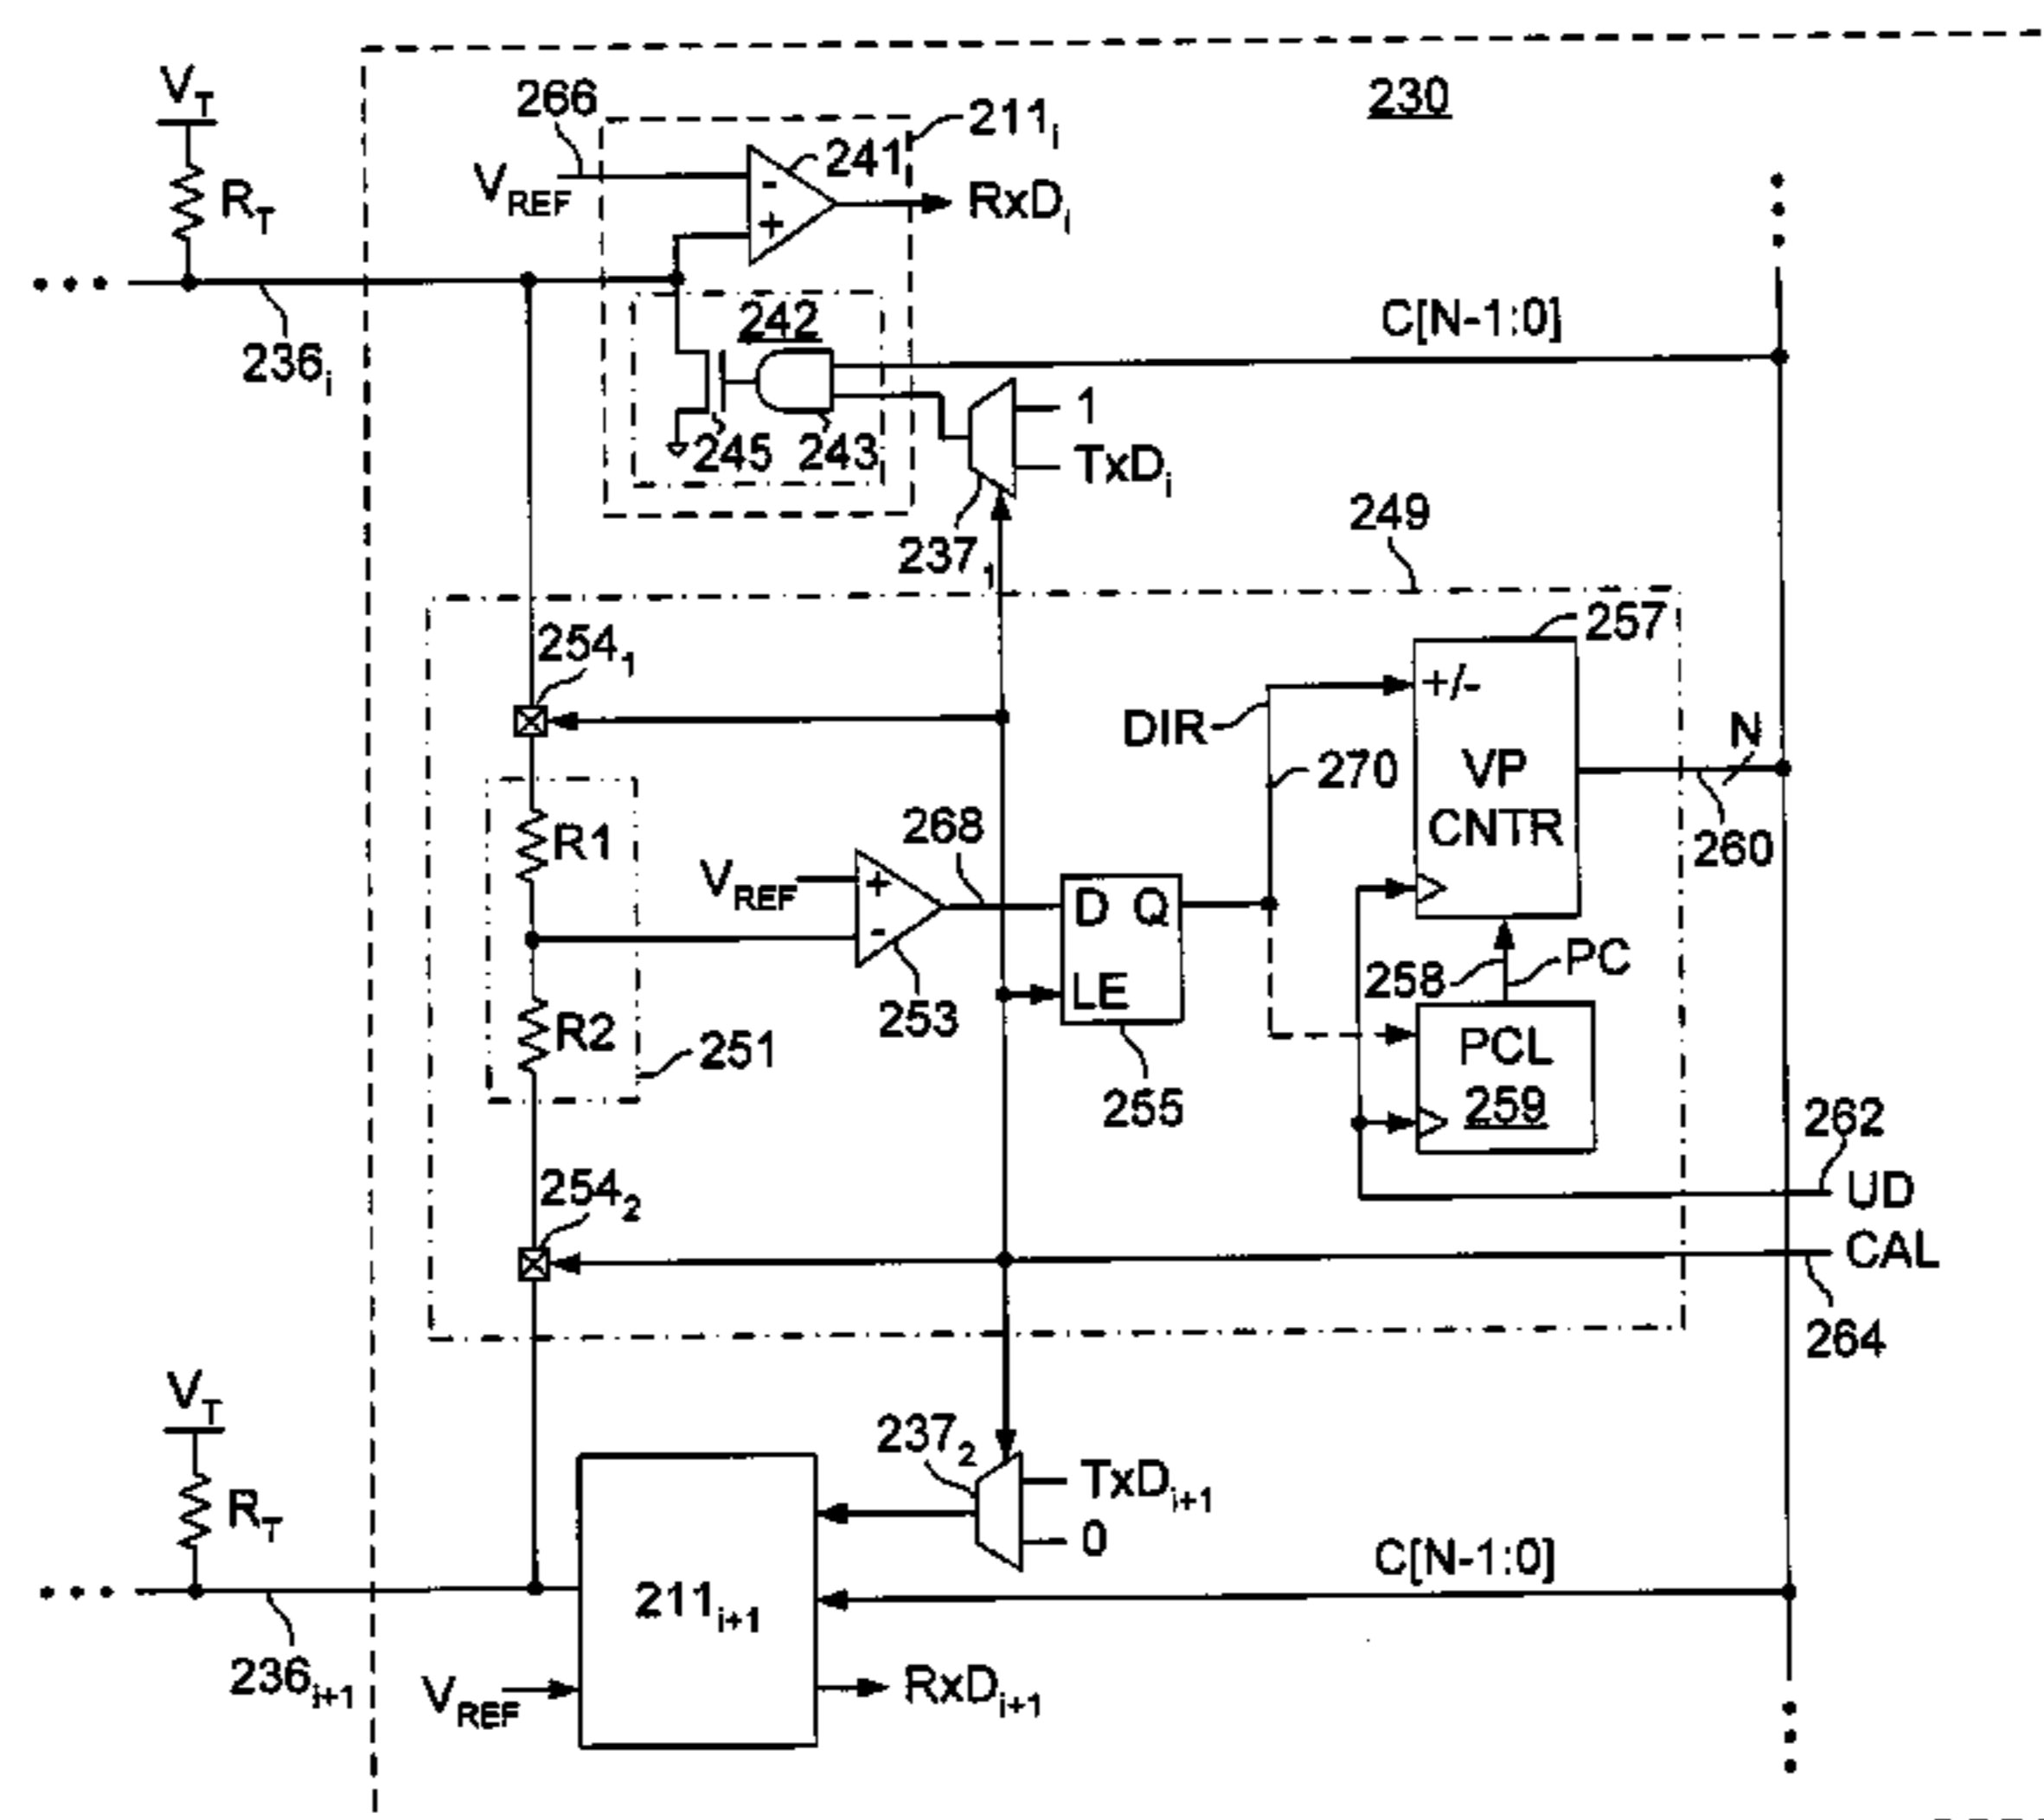 230
V_T
R_T
266
V_REF
-
+
241
211_i
RxD_i
236_i
242
245
243
C[N-1:0]
1
TxD_i
237_1
249
254_1
257
+/-
VP
CNTR
DIR
270
N
260
R1
R2
251
V_REF
+
-
253
268
D Q
LE
255
258
PC
PCL
259
262
UD
CAL
264
254_2
V_T
R_T
236_i+1
237_2
TxD_i+1
0
211_i+1
C[N-1:0]
V_REF
RxD_i+1